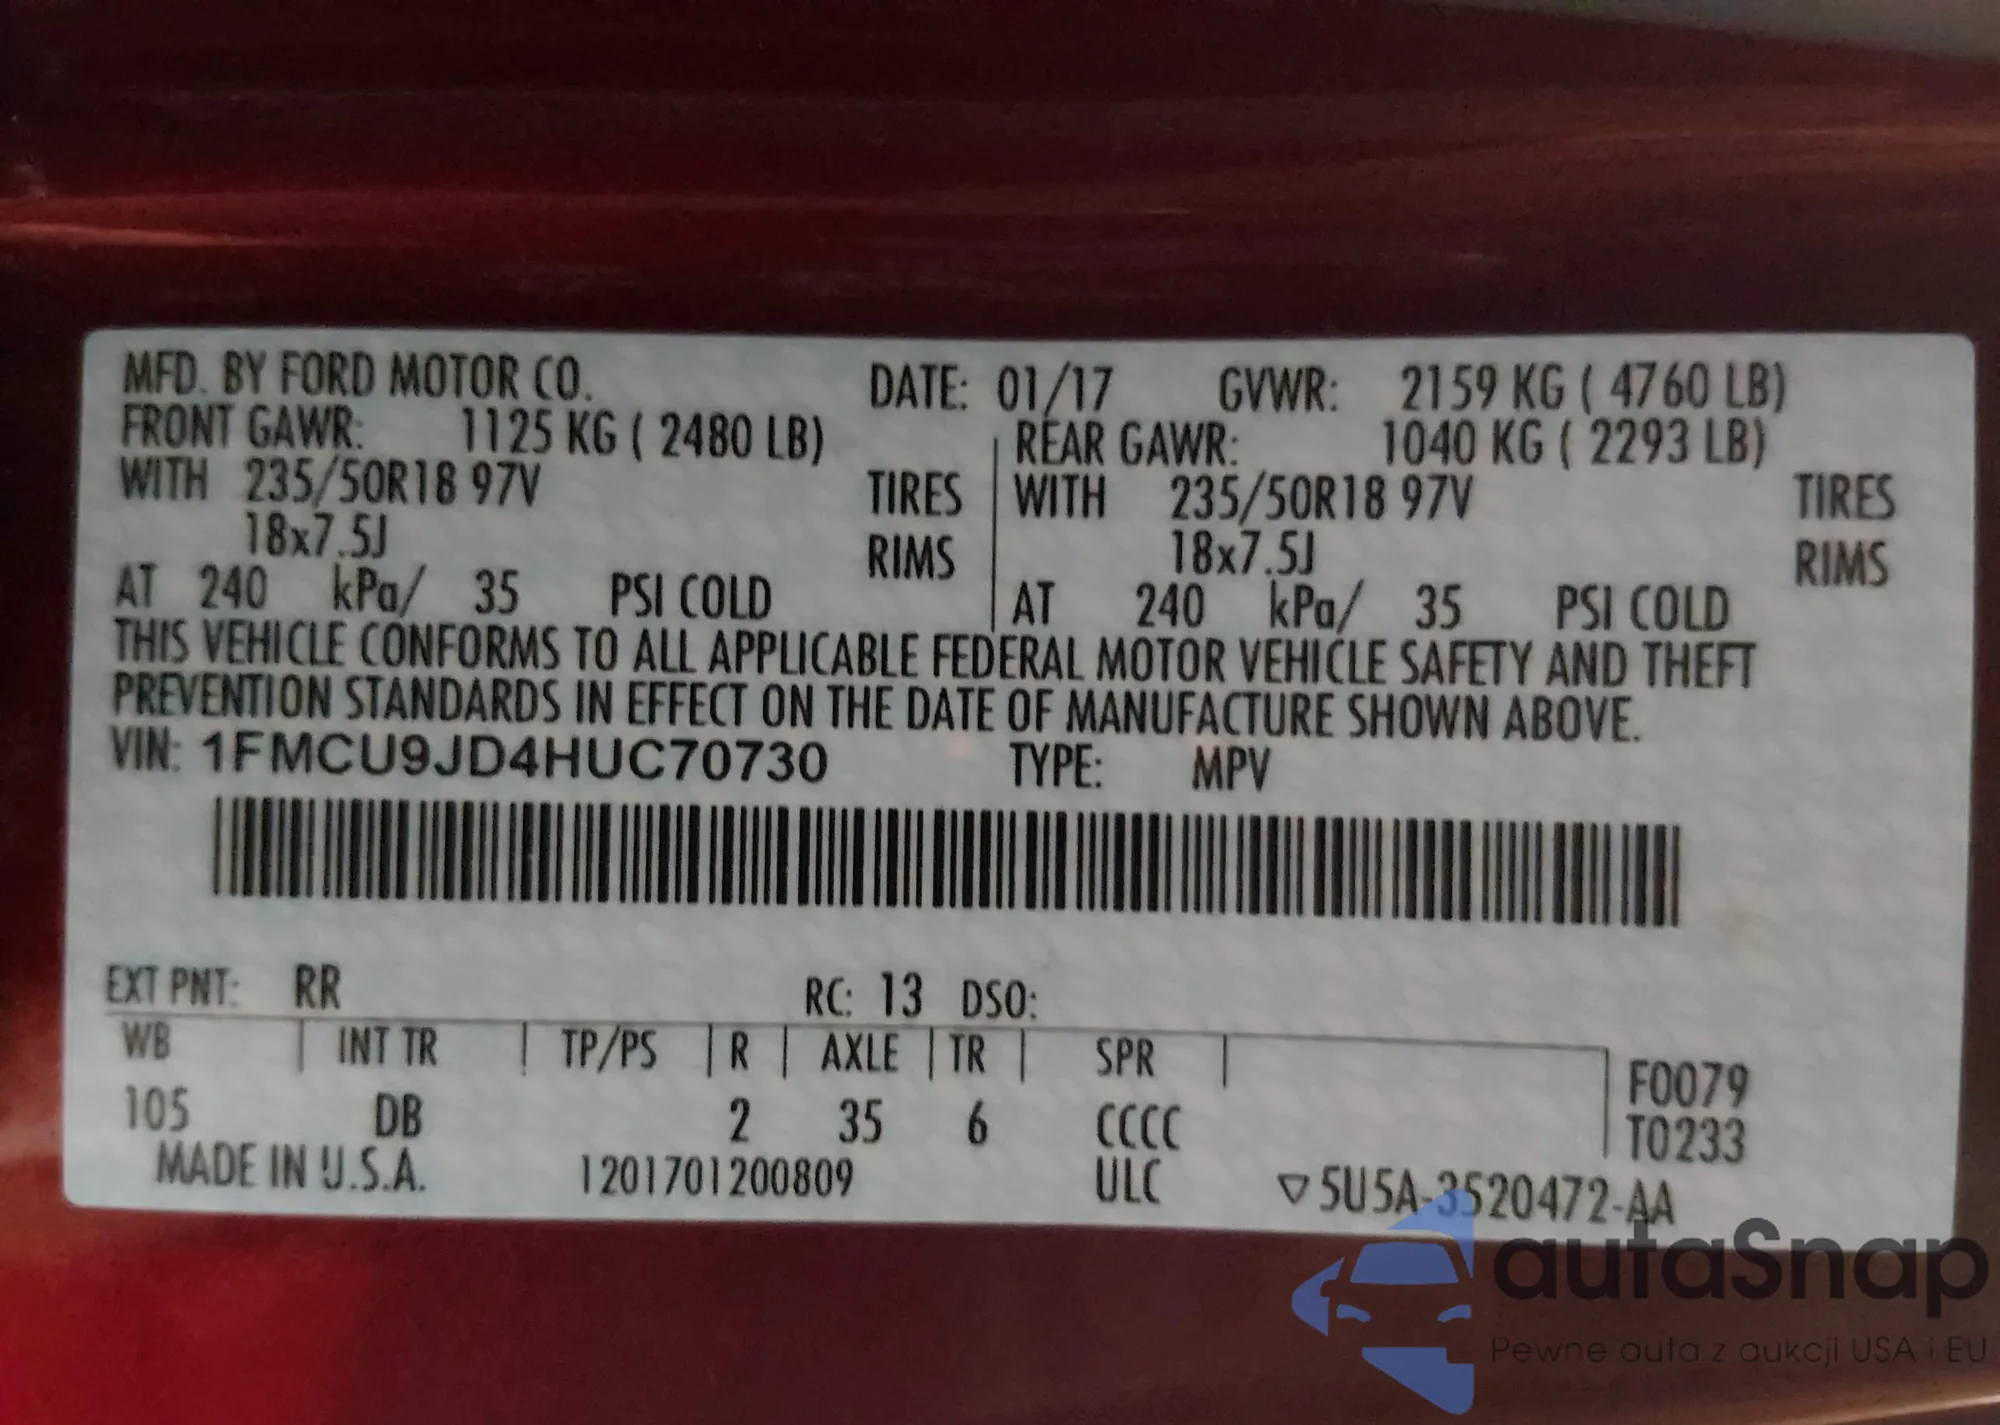 MFD. BY FORD MOTOR CO. DATE: 01/17 GVWR: 2159 KG ( 4760 LB)
FRONT GAWR: 1125 KG ( 2480 LB) REAR GAWR: 1040 KG ( 2293 LB)
WITH 235/50R18 97V TIRES WITH 235/50R18 97V TIRES
18x7.5J RIMS 18x7.5J RIMS
AT 240 kPa/ 35 PSI COLD AT 240 kPa/ 35 PSI COLD
THIS VEHICLE CONFORMS TO ALL APPLICABLE FEDERAL MOTOR VEHICLE SAFETY AND THEFT
PREVENTION STANDARDS IN EFFECT ON THE DATE OF MANUFACTURE SHOWN ABOVE.
VIN: 1FMCU9JD4HUC70730 TYPE: MPV
EXT PNT: RR RC: 13 DSO:
WB INT TR TP/PS R AXLE TR SPR
F0079
105 DB 2 35 6 CCCC T0233
MADE IN U.S.A. 1201701200809 ULC ▽5U5A-3520472-AA
autaSnap
Pewne auta z aukcji USA i EU